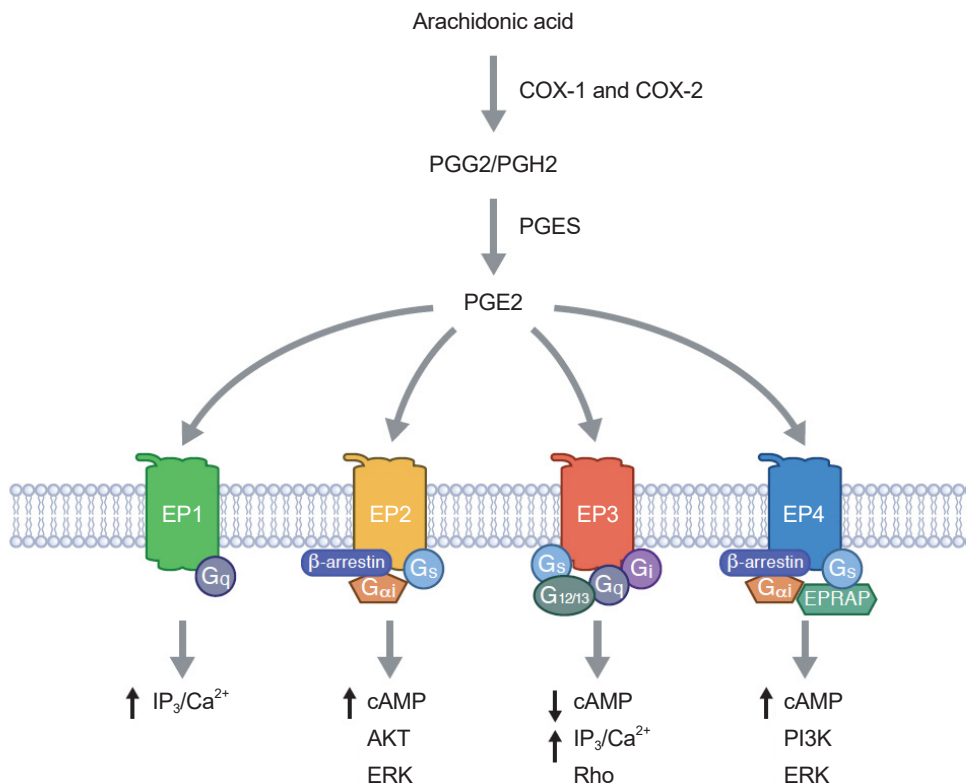 Arachidonic acid
COX-1 and COX-2
PGG2/PGH2
PGES
PGE2
EP1
EP2
EP3
EP4
Gq
β-arrestin
Gs
Gαi
Gs
G12/13
Gq
Gi
β-arrestin
Gs
Gαi
EPRAP
IP₃/Ca²⁺
cAMP
AKT
ERK
cAMP
IP₃/Ca²⁺
Rho
cAMP
PI3K
ERK